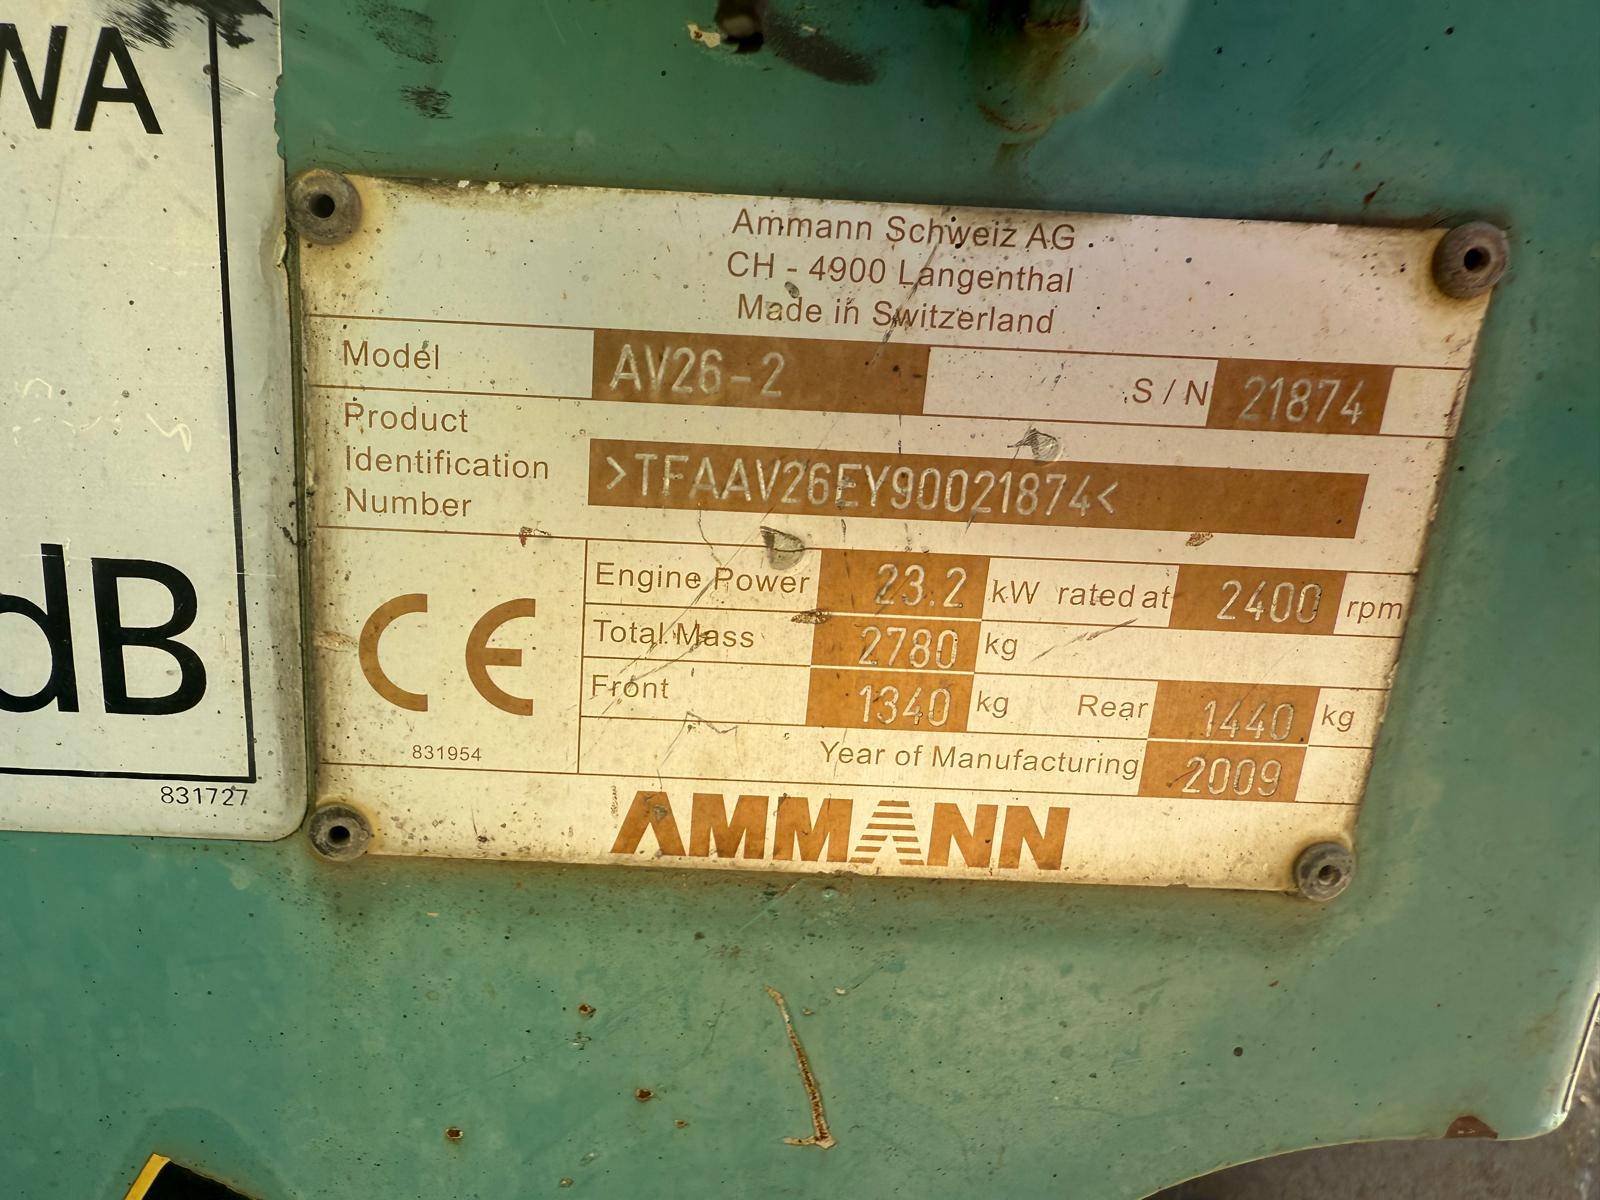 WA
dB
831727
Ammann Schweiz AG
CH - 4900 Langenthal
Made in Switzerland
Model AV26-2 S / N 21874
Product
Identification
Number
>TFAAV26EY90021874<
Engine Power 23.2 kW rated at 2400 rpm
Total Mass 2780 kg
Front 1340 kg Rear 1440 kg
Year of Manufacturing 2009
CE
831954
AMMANN